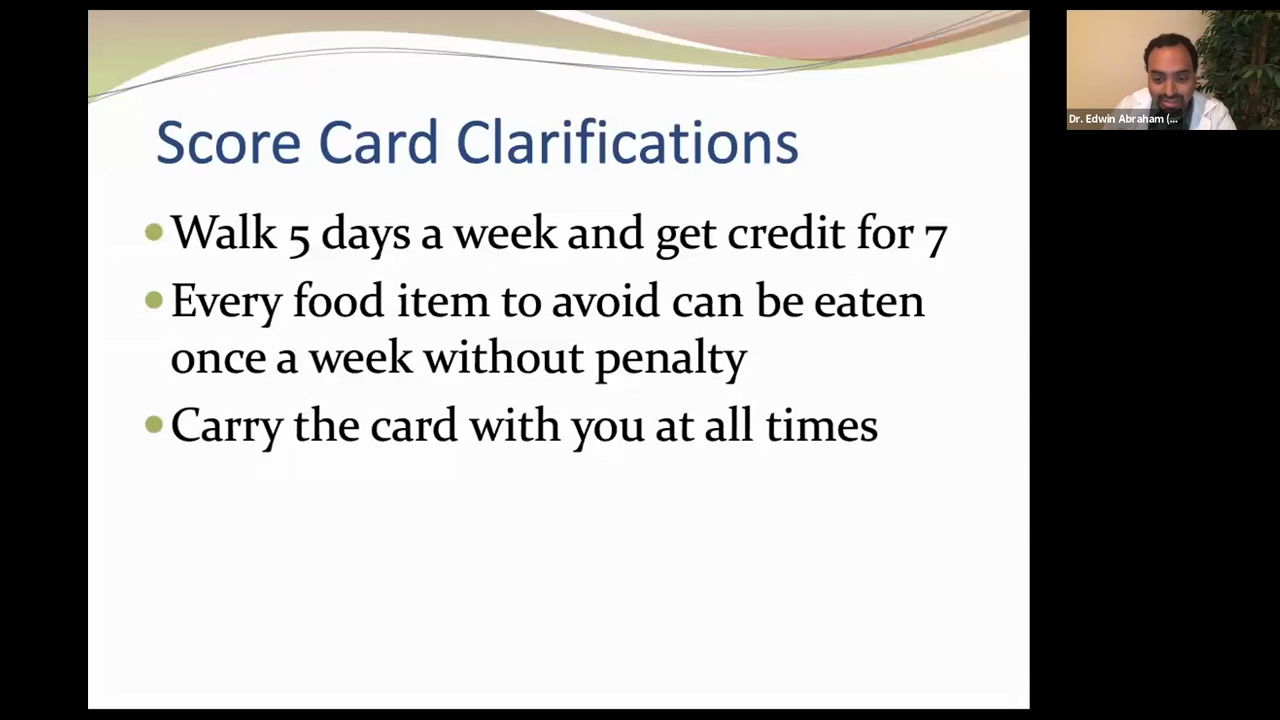 Score Card Clarifications
Walk 5 days a week and get credit for 7
Every food item to avoid can be eaten
once a week without penalty
Carry the card with you at all times
Dr. Edwin Abraham (...